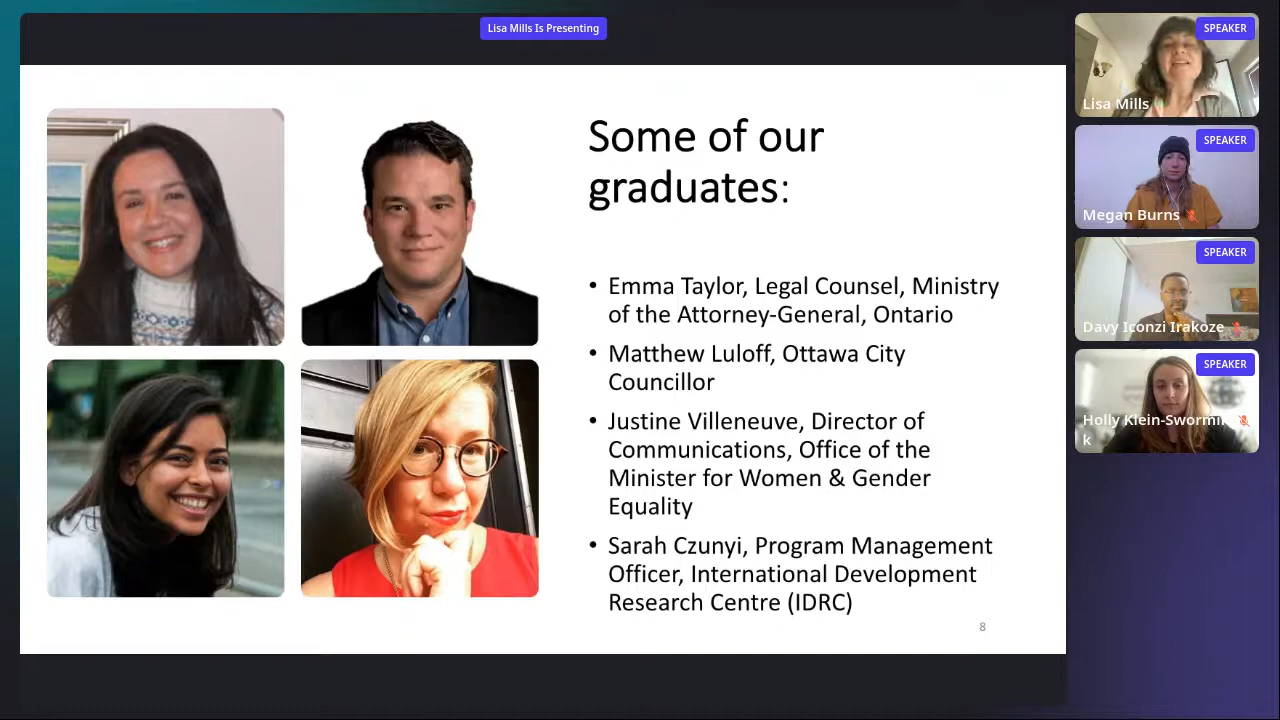 Lisa Mills Is Presenting
Some of our
graduates:
• Emma Taylor, Legal Counsel, Ministry
of the Attorney-General, Ontario
• Matthew Luloff, Ottawa City
Councillor
• Justine Villeneuve, Director of
Communications, Office of the
Minister for Women & Gender
Equality
• Sarah Czunyi, Program Management
Officer, International Development
Research Centre (IDRC)
8
SPEAKER
Lisa Mills
SPEAKER
Megan Burns
SPEAKER
Davy Iconzi Irakoze
SPEAKER
Holly Klein-Swormin
k